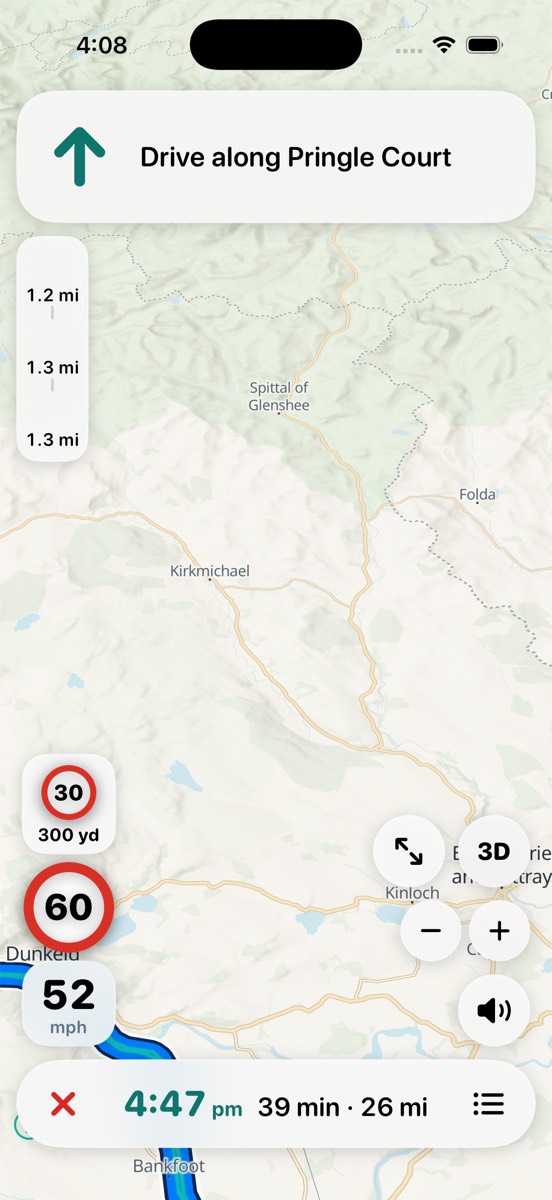 4:08
Drive along Pringle Court
1.2 mi
1.3 mi
1.3 mi
Spittal of
Glenshee
Folda
Kirkmichael
30
300 yd
3D
60
Kinloch
Dunkeld
52
mph
4:47 pm 39 min · 26 mi
Bankfoot